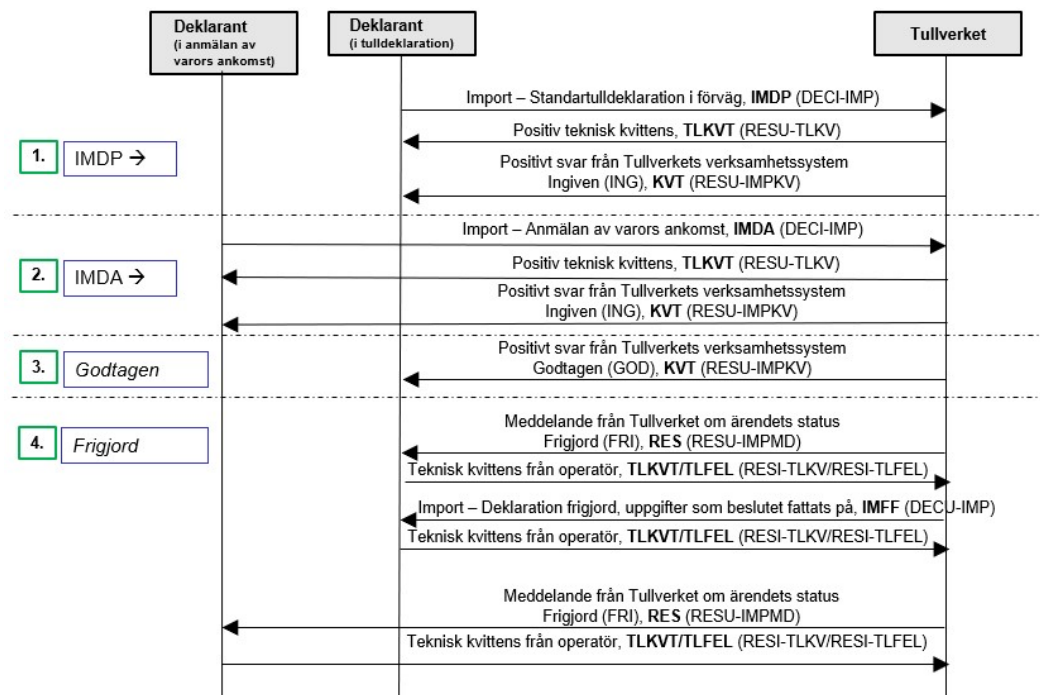 Deklarant
(i anmälan av
varors ankomst)
Deklarant
(i tulldeklaration)
Tullverket
Import – Standartulldeklaration i förväg, IMDP (DECI-IMP)
Positiv teknisk kvittens, TLKVT (RESU-TLKV)
1.
IMDP →
Positivt svar från Tullverkets verksamhetssystem
Ingiven (ING), KVT (RESU-IMPKV)
Import – Anmälan av varors ankomst, IMDA (DECI-IMP)
2.
IMDA →
Positiv teknisk kvittens, TLKVT (RESU-TLKV)
Positivt svar från Tullverkets verksamhetssystem
Ingiven (ING), KVT (RESU-IMPKV)
3.
Godtagen
Positivt svar från Tullverkets verksamhetssystem
Godtagen (GOD), KVT (RESU-IMPKV)
4.
Frigjord
Meddelande från Tullverket om ärendets status
Frigjord (FRI), RES (RESU-IMPMD)
Teknisk kvittens från operatör, TLKVT/TLFEL (RESI-TLKV/RESI-TLFEL)
Import – Deklaration frigjord, uppgifter som beslutet fattats på, IMFF (DECU-IMP)
Teknisk kvittens från operatör, TLKVT/TLFEL (RESI-TLKV/RESI-TLFEL)
Meddelande från Tullverket om ärendets status
Frigjord (FRI), RES (RESU-IMPMD)
Teknisk kvittens från operatör, TLKVT/TLFEL (RESI-TLKV/RESI-TLFEL)